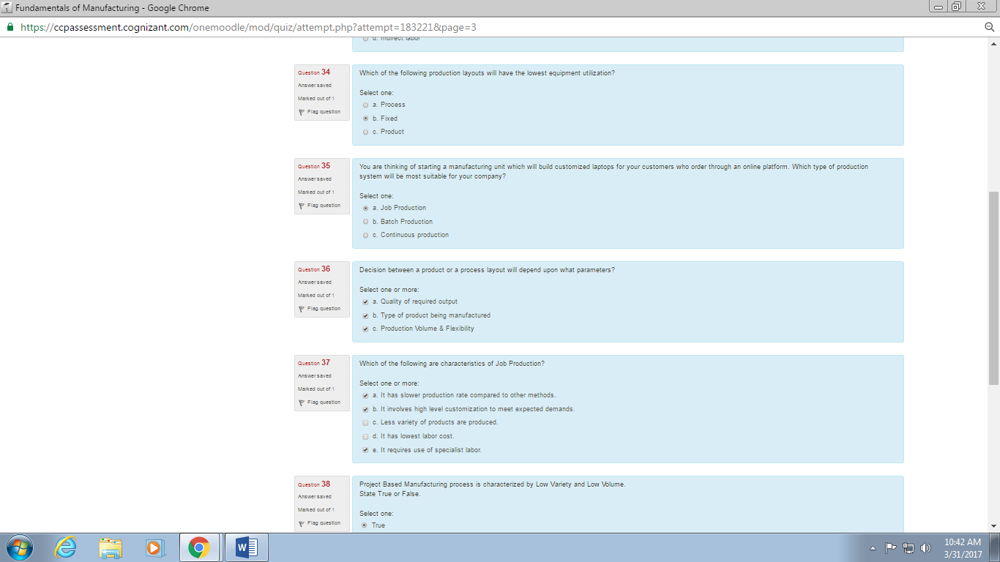 Fundamentals of Manufacturing - Google Chrome
https://ccpassessment.cognizant.com/onemoodle/mod/quiz/attempt.php?attempt=183221&page=3
d. Indirect labor
Question 34
Answer saved
Marked out of 1
Flag question
Which of the following production layouts will have the lowest equipment utilization?
Select one:
a. Process
b. Fixed
c. Product
Question 35
Answer saved
Marked out of 1
Flag question
You are thinking of starting a manufacturing unit which will build customized laptops for your customers who order through an online platform. Which type of production
system will be most suitable for your company?
Select one:
a. Job Production
b. Batch Production
c. Continuous production
Question 36
Answer saved
Marked out of 1
Flag question
Decision between a product or a process layout will depend upon what parameters?
Select one or more:
a. Quality of required output
b. Type of product being manufactured
c. Production Volume & Flexibility
Question 37
Answer saved
Marked out of 1
Flag question
Which of the following are characteristics of Job Production?
Select one or more:
a. It has slower production rate compared to other methods.
b. It involves high level customization to meet expected demands.
c. Less variety of products are produced.
d. It has lowest labor cost.
e. It requires use of specialist labor.
Question 38
Answer saved
Marked out of 1
Flag question
Project Based Manufacturing process is characterized by Low Variety and Low Volume.
State True or False.
Select one:
True
10:42 AM
3/31/2017